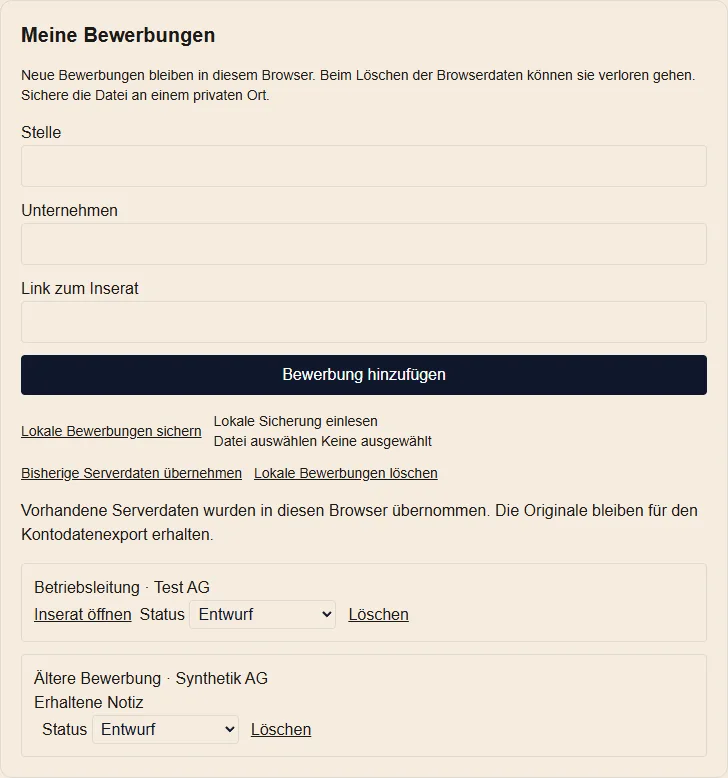 Meine Bewerbungen
Neue Bewerbungen bleiben in diesem Browser. Beim Löschen der Browserdaten können sie verloren gehen.
Sichere die Datei an einem privaten Ort.
Stelle
Unternehmen
Link zum Inserat
Bewerbung hinzufügen
Lokale Bewerbungen sichern
Lokale Sicherung einlesen
Datei auswählen Keine ausgewählt
Bisherige Serverdaten übernehmen Lokale Bewerbungen löschen
Vorhandene Serverdaten wurden in diesen Browser übernommen. Die Originale bleiben für den
Kontodatenexport erhalten.
Betriebsleitung · Test AG
Inserat öffnen Status Entwurf Löschen
Ältere Bewerbung · Synthetik AG
Erhaltene Notiz
Status Entwurf Löschen